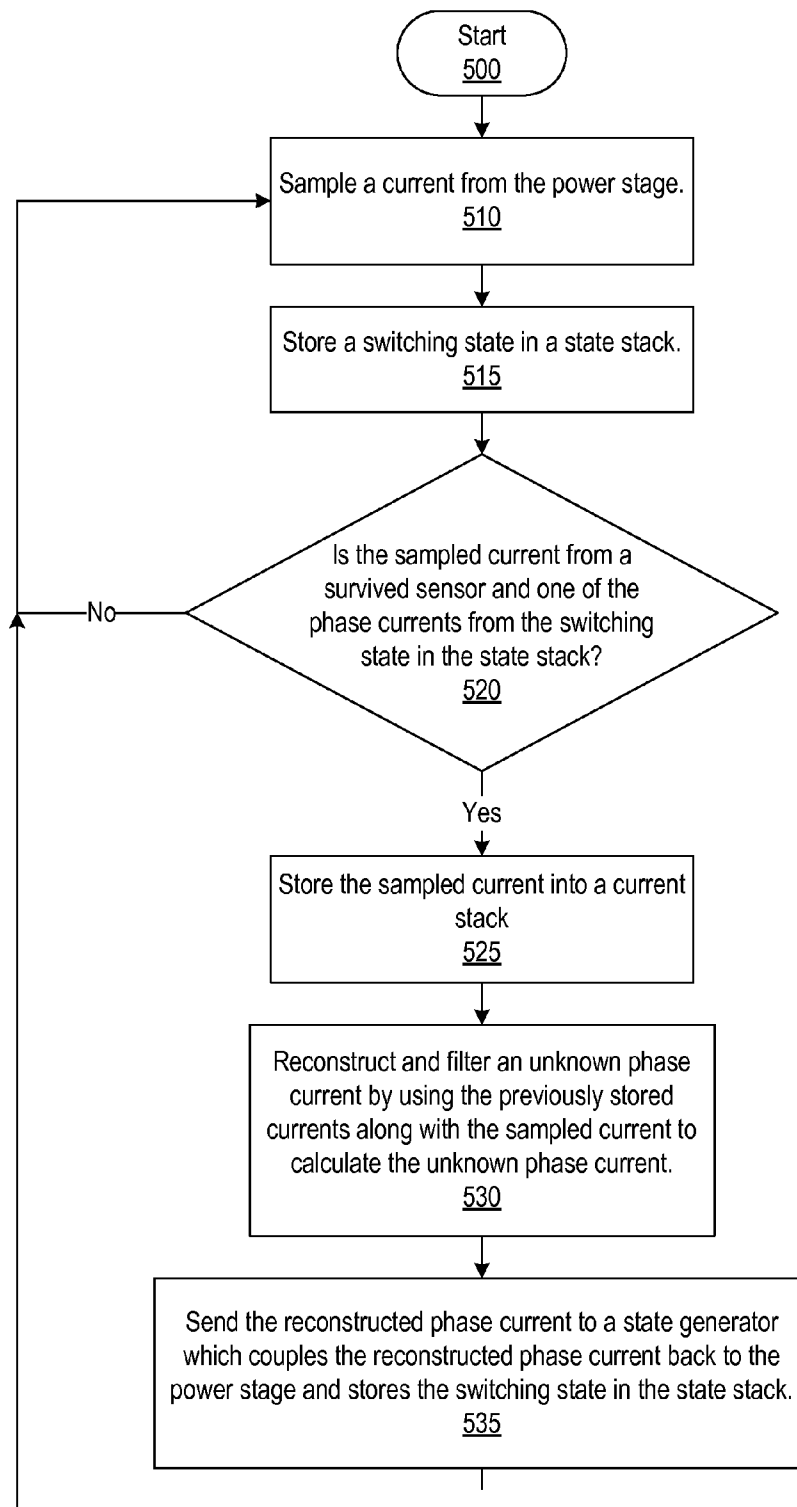 Start
500
Sample a current from the power stage.
510
Store a switching state in a state stack.
515
Is the sampled current from a
survived sensor and one of the
phase currents from the switching
state in the state stack?
520
No
Yes
Store the sampled current into a current
stack
525
Reconstruct and filter an unknown phase
current by using the previously stored
currents along with the sampled current to
calculate the unknown phase current.
530
Send the reconstructed phase current to a state generator
which couples the reconstructed phase current back to the
power stage and stores the switching state in the state stack.
535